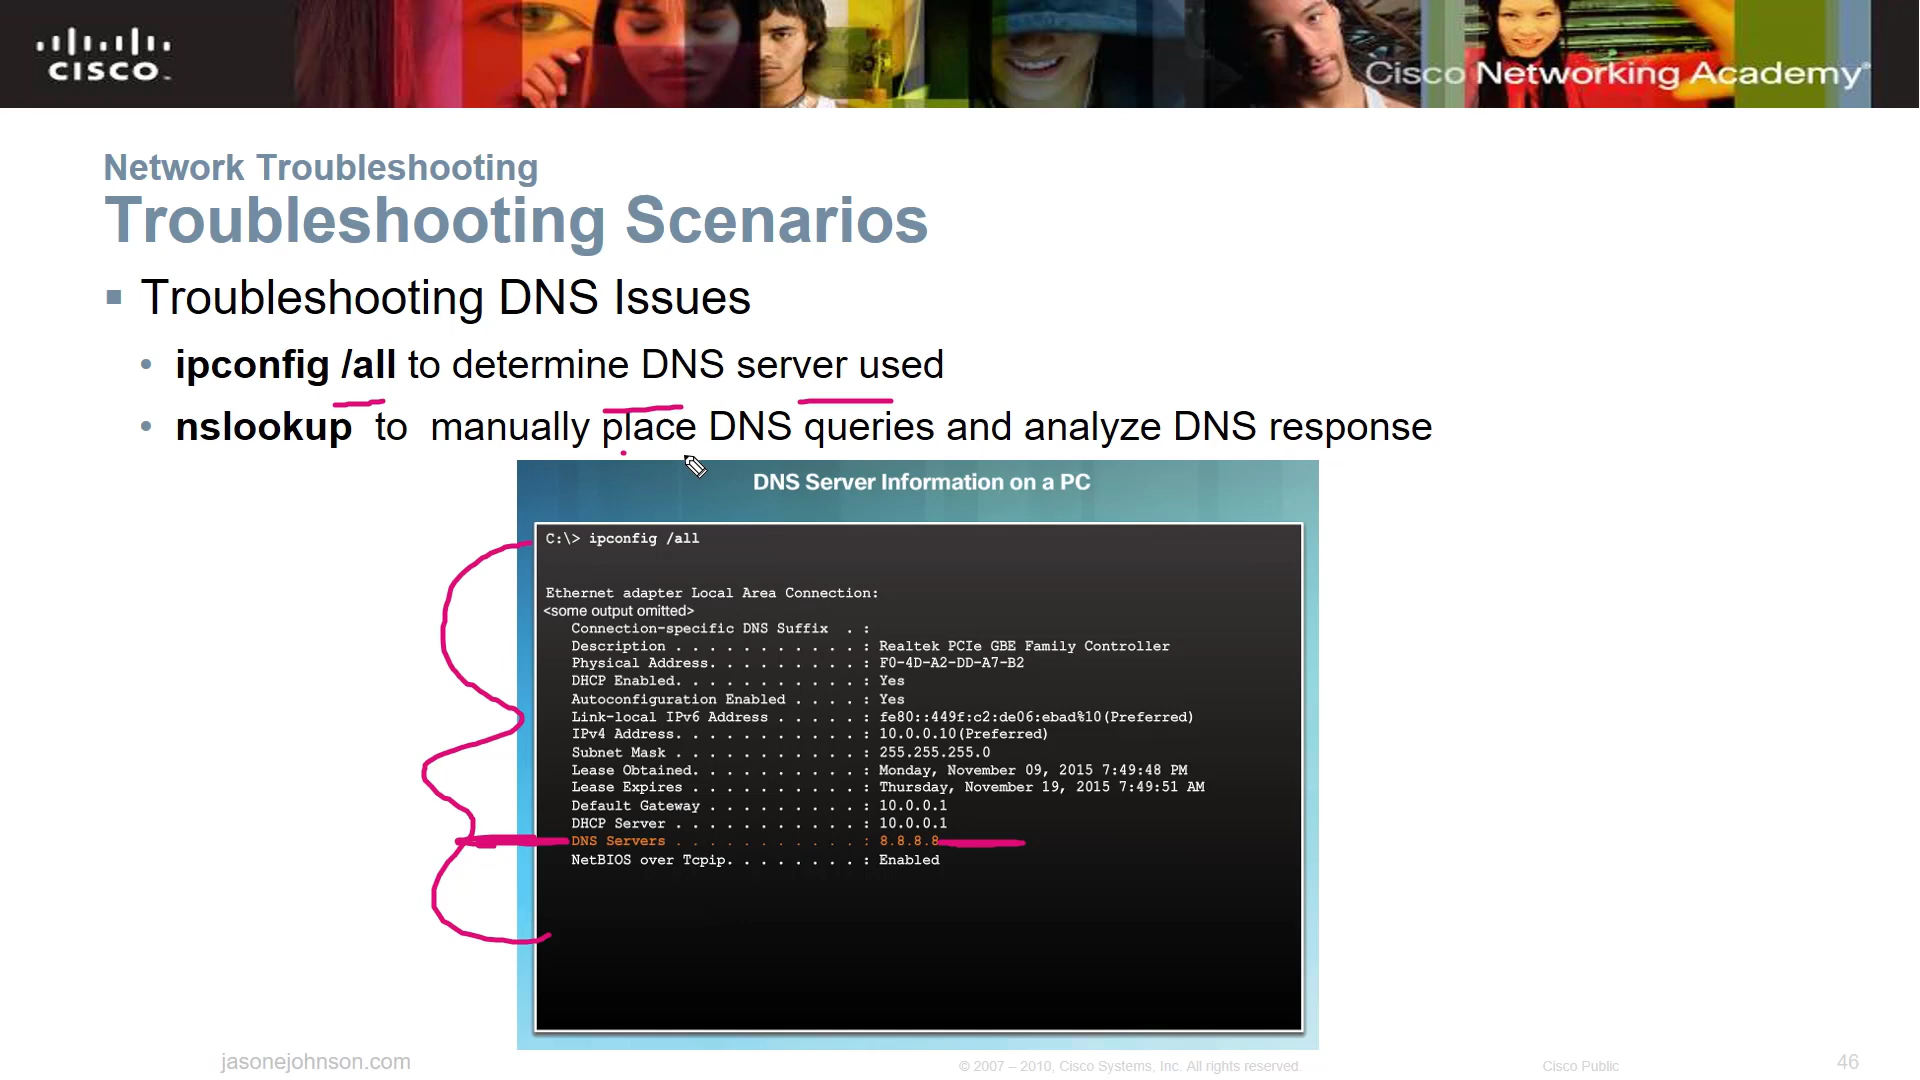 CISCO
Cisco Networking Academy®
Network Troubleshooting
Troubleshooting Scenarios
▪ Troubleshooting DNS Issues
• ipconfig /all to determine DNS server used
• nslookup to manually place DNS queries and analyze DNS response
DNS Server Information on a PC
C:\> ipconfig /all
Ethernet adapter Local Area Connection:
<some output omitted>
Connection-specific DNS Suffix . :
Description . . . . . . . . . . . : Realtek PCIe GBE Family Controller
Physical Address. . . . . . . . . : F0-4D-A2-DD-A7-B2
DHCP Enabled. . . . . . . . . . . : Yes
Autoconfiguration Enabled . . . . : Yes
Link-local IPv6 Address . . . . . : fe80::449f:c2:de06:ebad%10(Preferred)
IPv4 Address. . . . . . . . . . . : 10.0.0.10(Preferred)
Subnet Mask . . . . . . . . . . . : 255.255.255.0
Lease Obtained. . . . . . . . . . : Monday, November 09, 2015 7:49:48 PM
Lease Expires . . . . . . . . . . : Thursday, November 19, 2015 7:49:51 AM
Default Gateway . . . . . . . . . : 10.0.0.1
DHCP Server . . . . . . . . . . . : 10.0.0.1
DNS Servers . . . . . . . . . . . : 8.8.8.8
NetBIOS over Tcpip. . . . . . . . : Enabled
jasonejohnson.com
© 2007 – 2010, Cisco Systems, Inc. All rights reserved.
Cisco Public
46